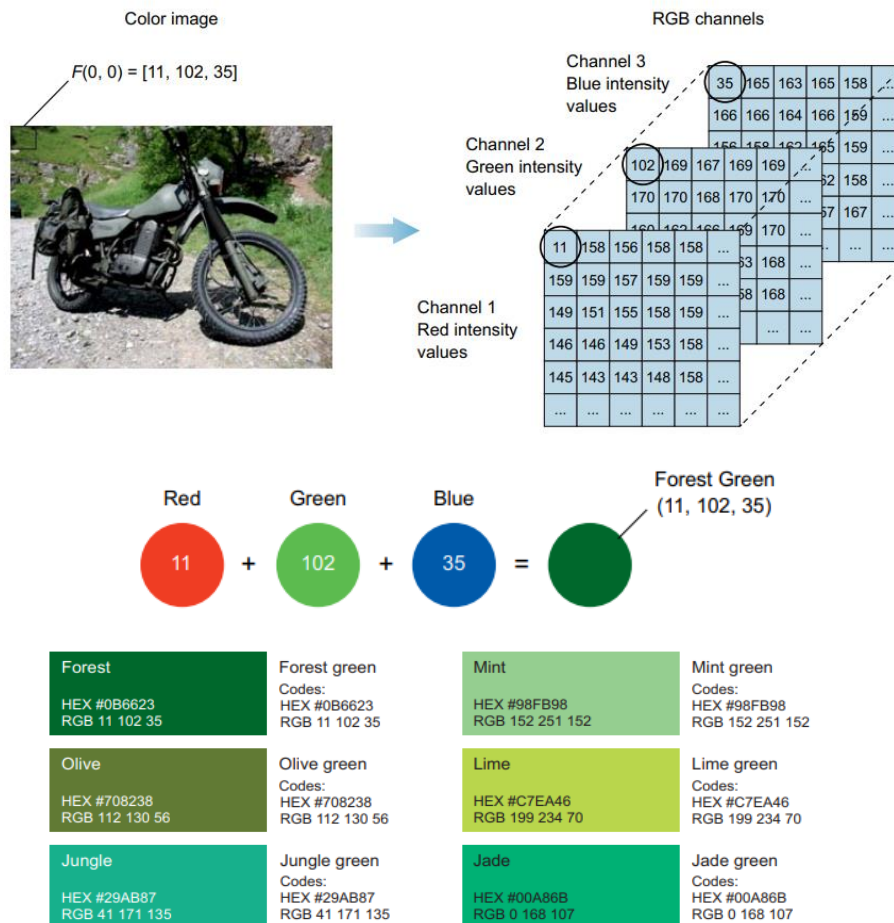 Color image
RGB channels
F(0, 0) = [11, 102, 35]
Channel 3
Blue intensity
values
35 165 163 165 158 ...
166 166 164 166 159 ...
159 ...
158 ...
167 ...
... ...
Channel 2
Green intensity
values
102 169 167 169 169 ...
170 170 168 170 170 ...
170 ...
168 ...
168 ...
... ...
Channel 1
Red intensity
values
11 158 156 158 158 ...
159 159 157 159 159 ...
149 151 155 158 159 ...
146 146 149 153 158 ...
145 143 143 148 158 ...
... ... ... ... ... ...
Red
Green
Blue
Forest Green
(11, 102, 35)
11 + 102 + 35 =
Forest
HEX #0B6623
RGB 11 102 35
Forest green
Codes:
HEX #0B6623
RGB 11 102 35
Mint
HEX #98FB98
RGB 152 251 152
Mint green
Codes:
HEX #98FB98
RGB 152 251 152
Olive
HEX #708238
RGB 112 130 56
Olive green
Codes:
HEX #708238
RGB 112 130 56
Lime
HEX #C7EA46
RGB 199 234 70
Lime green
Codes:
HEX #C7EA46
RGB 199 234 70
Jungle
HEX #29AB87
RGB 41 171 135
Jungle green
Codes:
HEX #29AB87
RGB 41 171 135
Jade
HEX #00A86B
RGB 0 168 107
Jade green
Codes:
HEX #00A86B
RGB 0 168 107